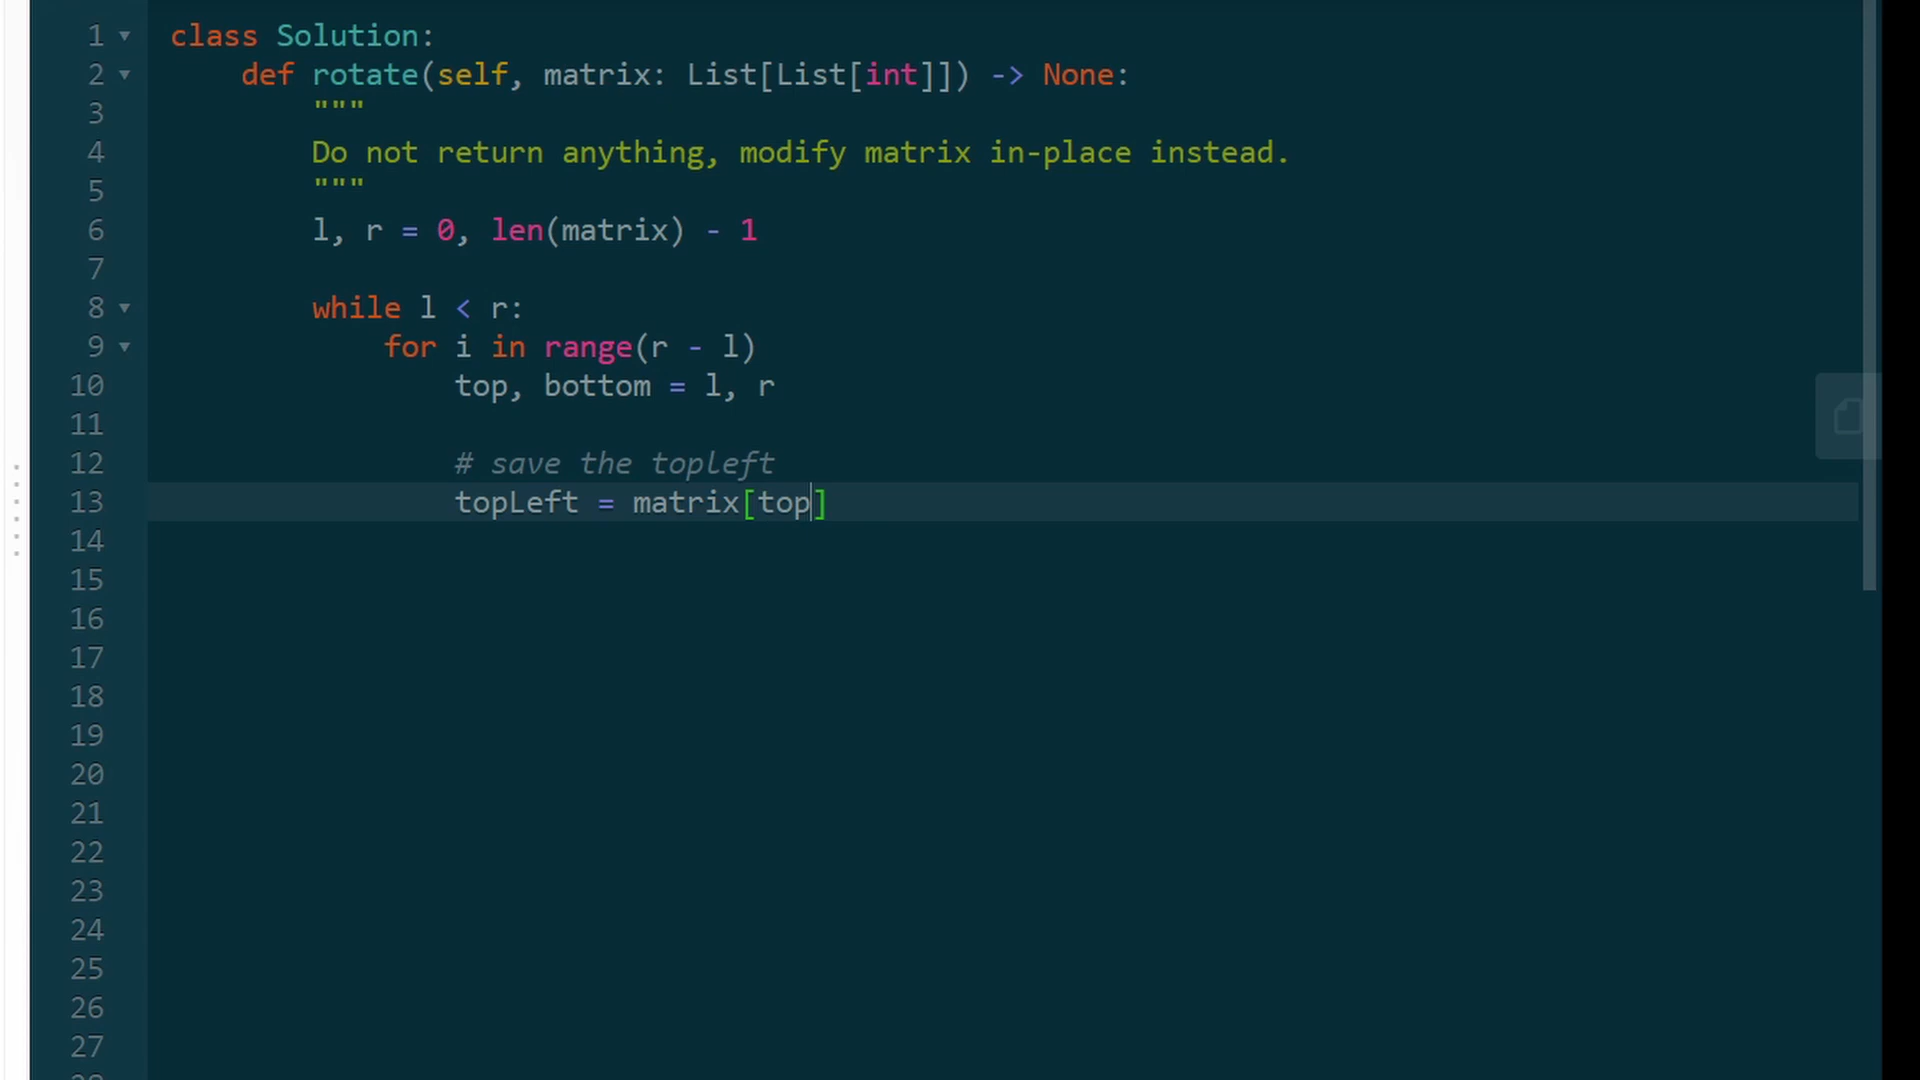 1 class Solution:
2 def rotate(self, matrix: List[List[int]]) -> None:
3 """
4 Do not return anything, modify matrix in-place instead.
5 """
6 l, r = 0, len(matrix) - 1
7
8 while l < r:
9 for i in range(r - l)
10 top, bottom = l, r
11
12 # save the topleft
13 topLeft = matrix[top]
14
15
16
17
18
19
20
21
22
23
24
25
26
27